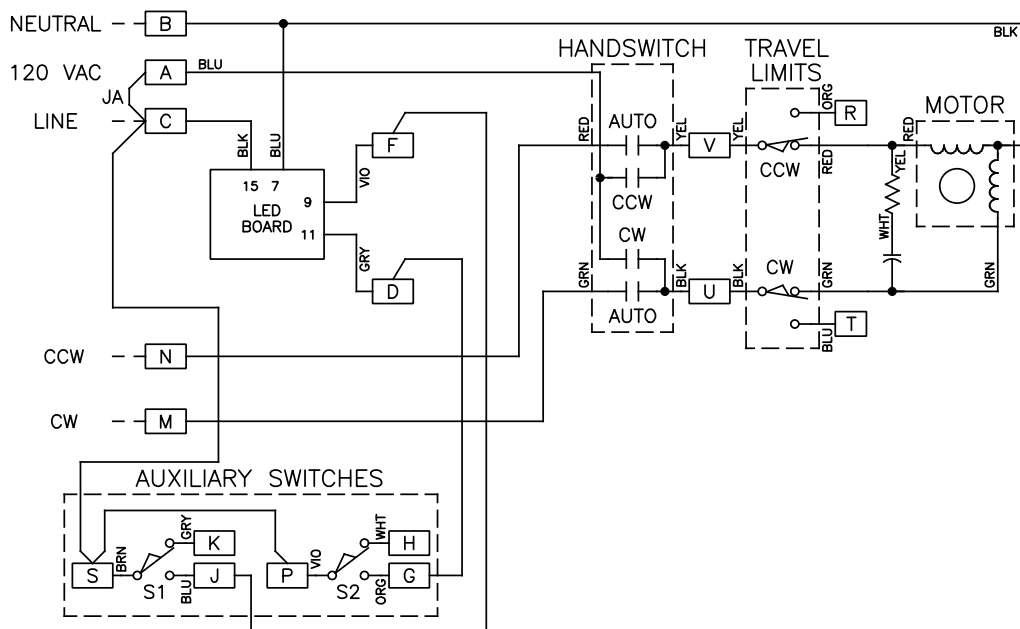 NEUTRAL
B
BLK
120 VAC
A
BLU
JA
LINE
C
BLK
BLU
15
7
9
11
LED
BOARD
VIO
GRY
F
D
HANDSWITCH
RED
AUTO
CCW
CW
AUTO
GRN
YEL
V
YEL
BLK
U
BLK
TRAVEL
LIMITS
ORG
R
CCW
RED
CW
GRN
BLU
T
MOTOR
RED
YEL
WHT
GRN
CCW
N
CW
M
AUXILIARY SWITCHES
S
BRN
GRY
K
S1
BLU
J
P
VIO
WHT
H
S2
ORG
G